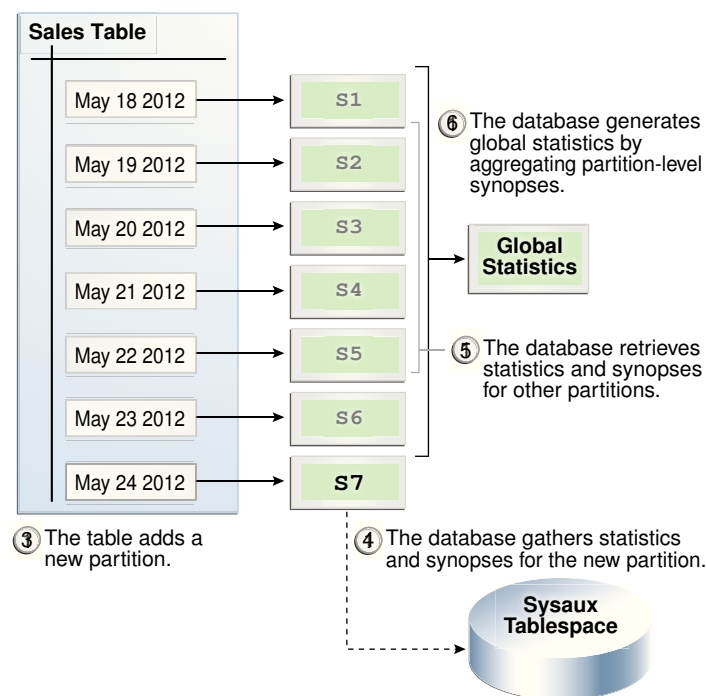 Sales Table
May 18 2012
S1
May 19 2012
S2
May 20 2012
S3
May 21 2012
S4
May 22 2012
S5
May 23 2012
S6
May 24 2012
S7
6 The database generates
global statistics by
aggregating partition-level
synopses.
Global
Statistics
5 The database retrieves
statistics and synopses
for other partitions.
3 The table adds a
new partition.
4 The database gathers statistics
and synopses for the new partition.
Sysaux
Tablespace